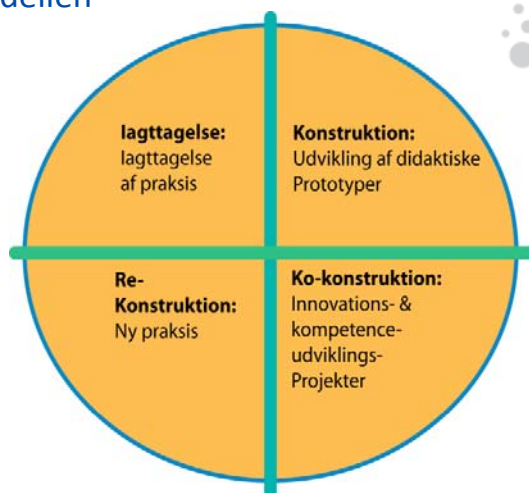 dellen
Iagttagelse:
Iagttagelse
af praksis
Konstruktion:
Udvikling af didaktiske
Prototyper
Re-
Konstruktion:
Ny praksis
Ko-konstruktion:
Innovations- &
kompetence-
udviklings-
Projekter